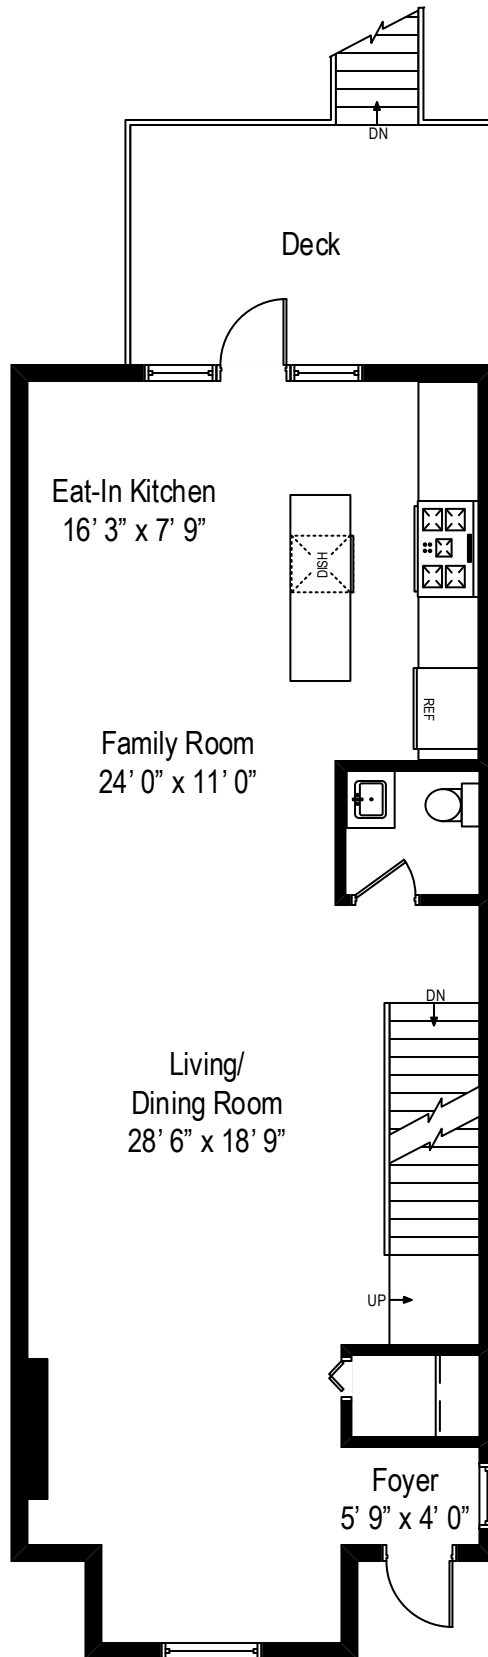 DN
Deck
Eat-In Kitchen
16’ 3” x 7’ 9”
DISH
REF
Family Room
24’ 0” x 11’ 0”
DN
Living/
Dining Room
28’ 6” x 18’ 9”
UP
Foyer
5’ 9” x 4’ 0”